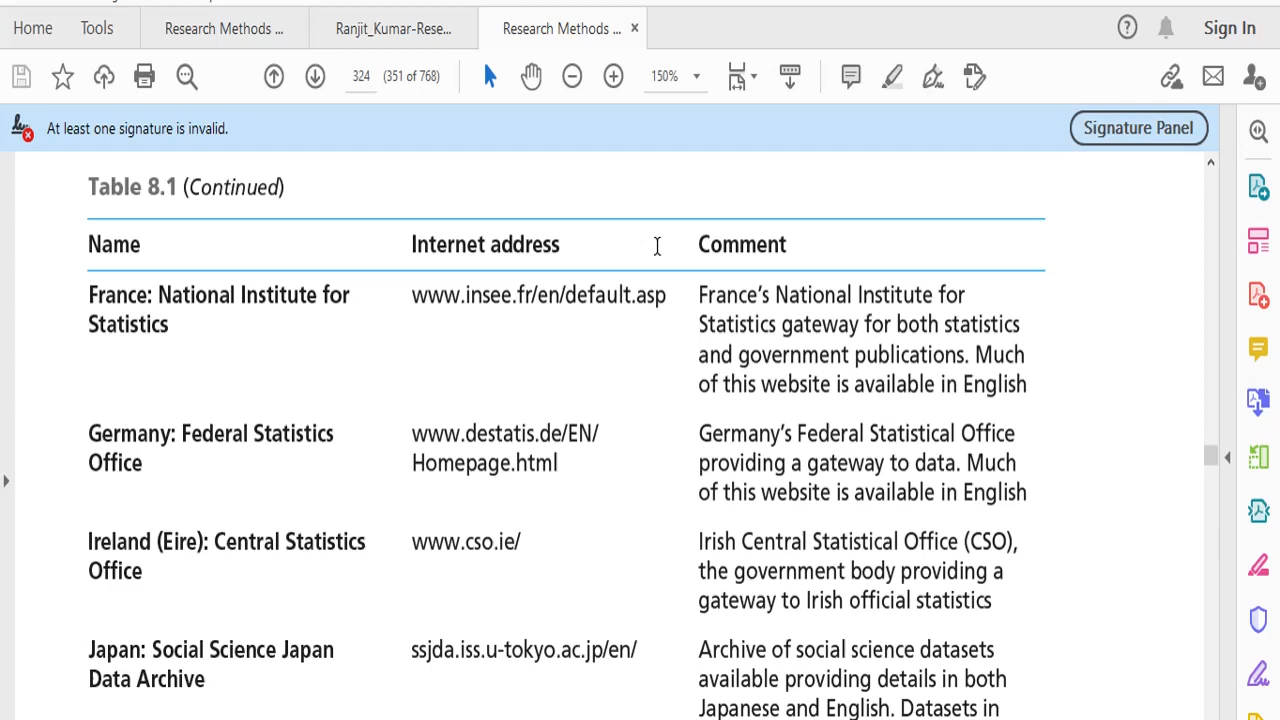 Home Tools Research Methods ... Ranjit_Kumar-Rese... Research Methods ... × ? Sign In
324 (351 of 768) 150%
At least one signature is invalid. Signature Panel
Table 8.1 (Continued)
Name Internet address Comment
France: National Institute for www.insee.fr/en/default.asp France’s National Institute for
Statistics Statistics gateway for both statistics
and government publications. Much
of this website is available in English
Germany: Federal Statistics www.destatis.de/EN/ Germany’s Federal Statistical Office
Office Homepage.html providing a gateway to data. Much
of this website is available in English
Ireland (Eire): Central Statistics www.cso.ie/ Irish Central Statistical Office (CSO),
Office the government body providing a
gateway to Irish official statistics
Japan: Social Science Japan ssjda.iss.u-tokyo.ac.jp/en/ Archive of social science datasets
Data Archive available providing details in both
Japanese and English. Datasets in